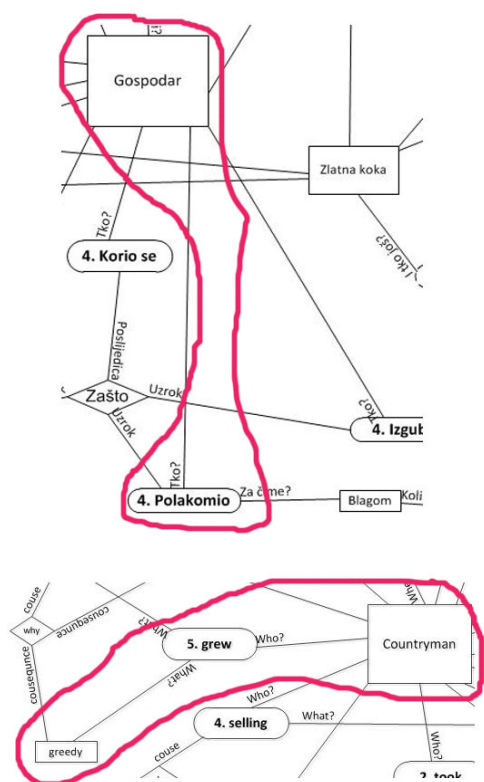 i?
Gospodar
Zlatna koka
I tko još?
Tko?
4. Korio se
Posljedica
Zašto
Uzrok
Uzrok
Tko?
4. Izgub
Tko?
4. Polakomio
Za čime?
Blagom
Koli
couse
why
cousequnce
cousequnce
What?
5. grew
Who?
Whe
Countryman
What?
Who?
4. selling
What?
greedy
couse
Who?
2. took